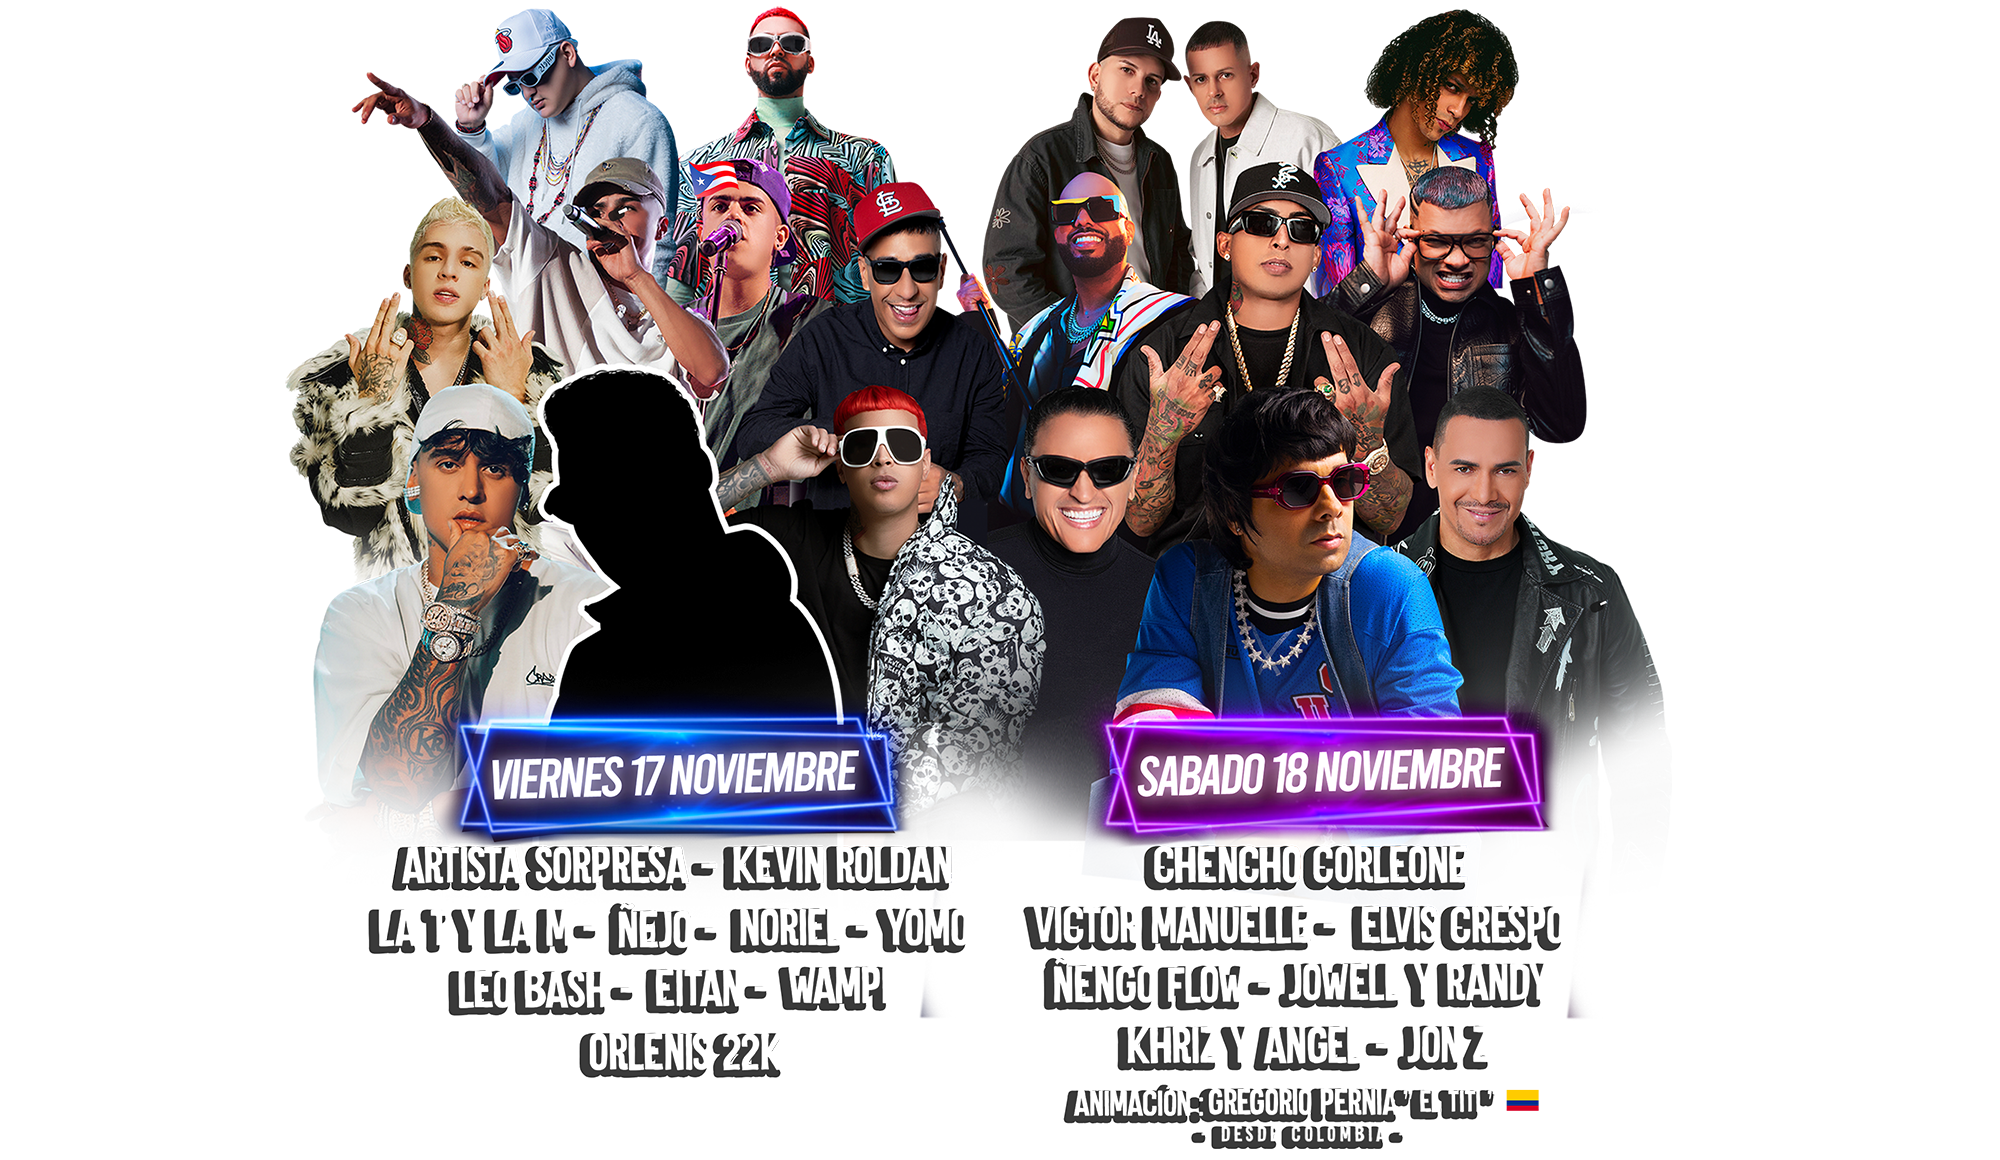 VIERNES 17 NOVIEMBRE
ARTISTA SORPRESA - KEVIN ROLDAN
LA T Y LA M - ÑEJO - NORIEL - YOMO
LEO BASH - EITAN - WAMPI
ORLENIS 22K
SABADO 18 NOVIEMBRE
CHENCHO CORLEONE
VICTOR MANUELLE - ELVIS CRESPO
ÑENGO FLOW - JOWELL Y RANDY
KHRIZ Y ANGEL - JON Z
ANIMACIÓN: GREGORIO PERNIA "EL TITI"
- DESDE COLOMBIA -